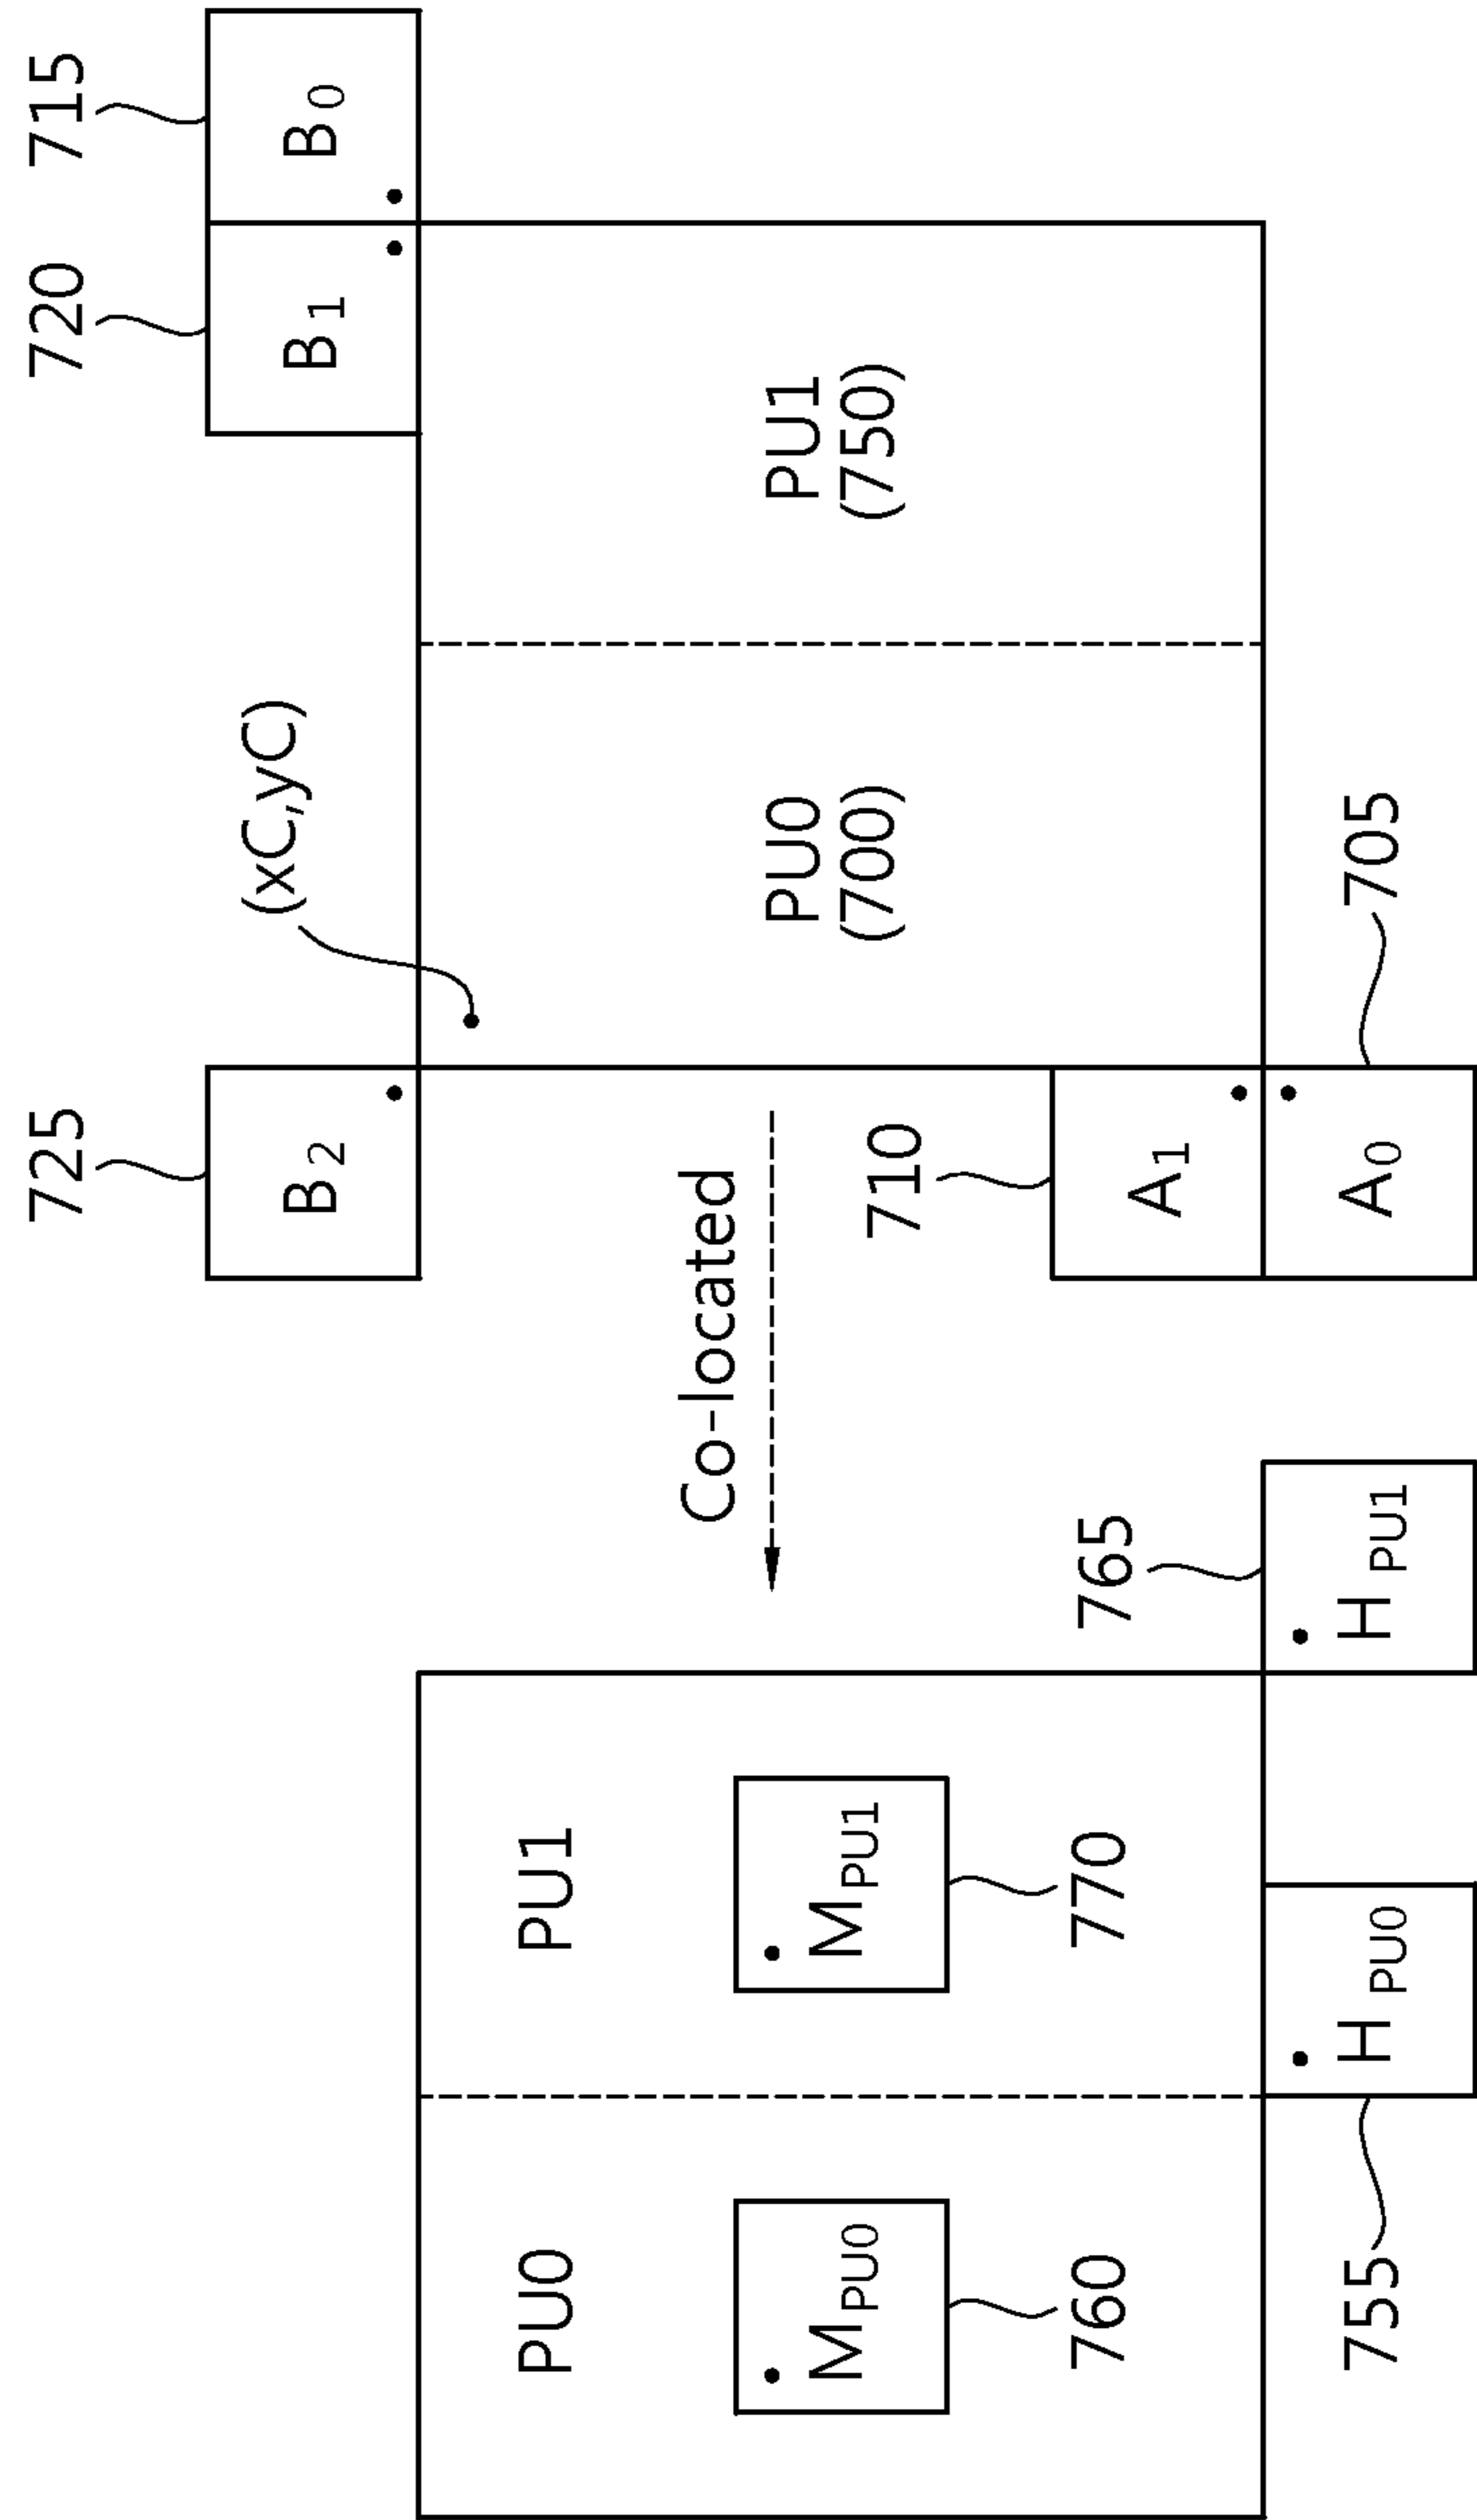 725
720
715
(xC,yC)
B2
B1
B0
PU0
PU1
Co-located
PU0
(700)
PU1
(750)
MPU0
MPU1
710
760
770
765
A1
755
HPU0
HPU1
A0
705